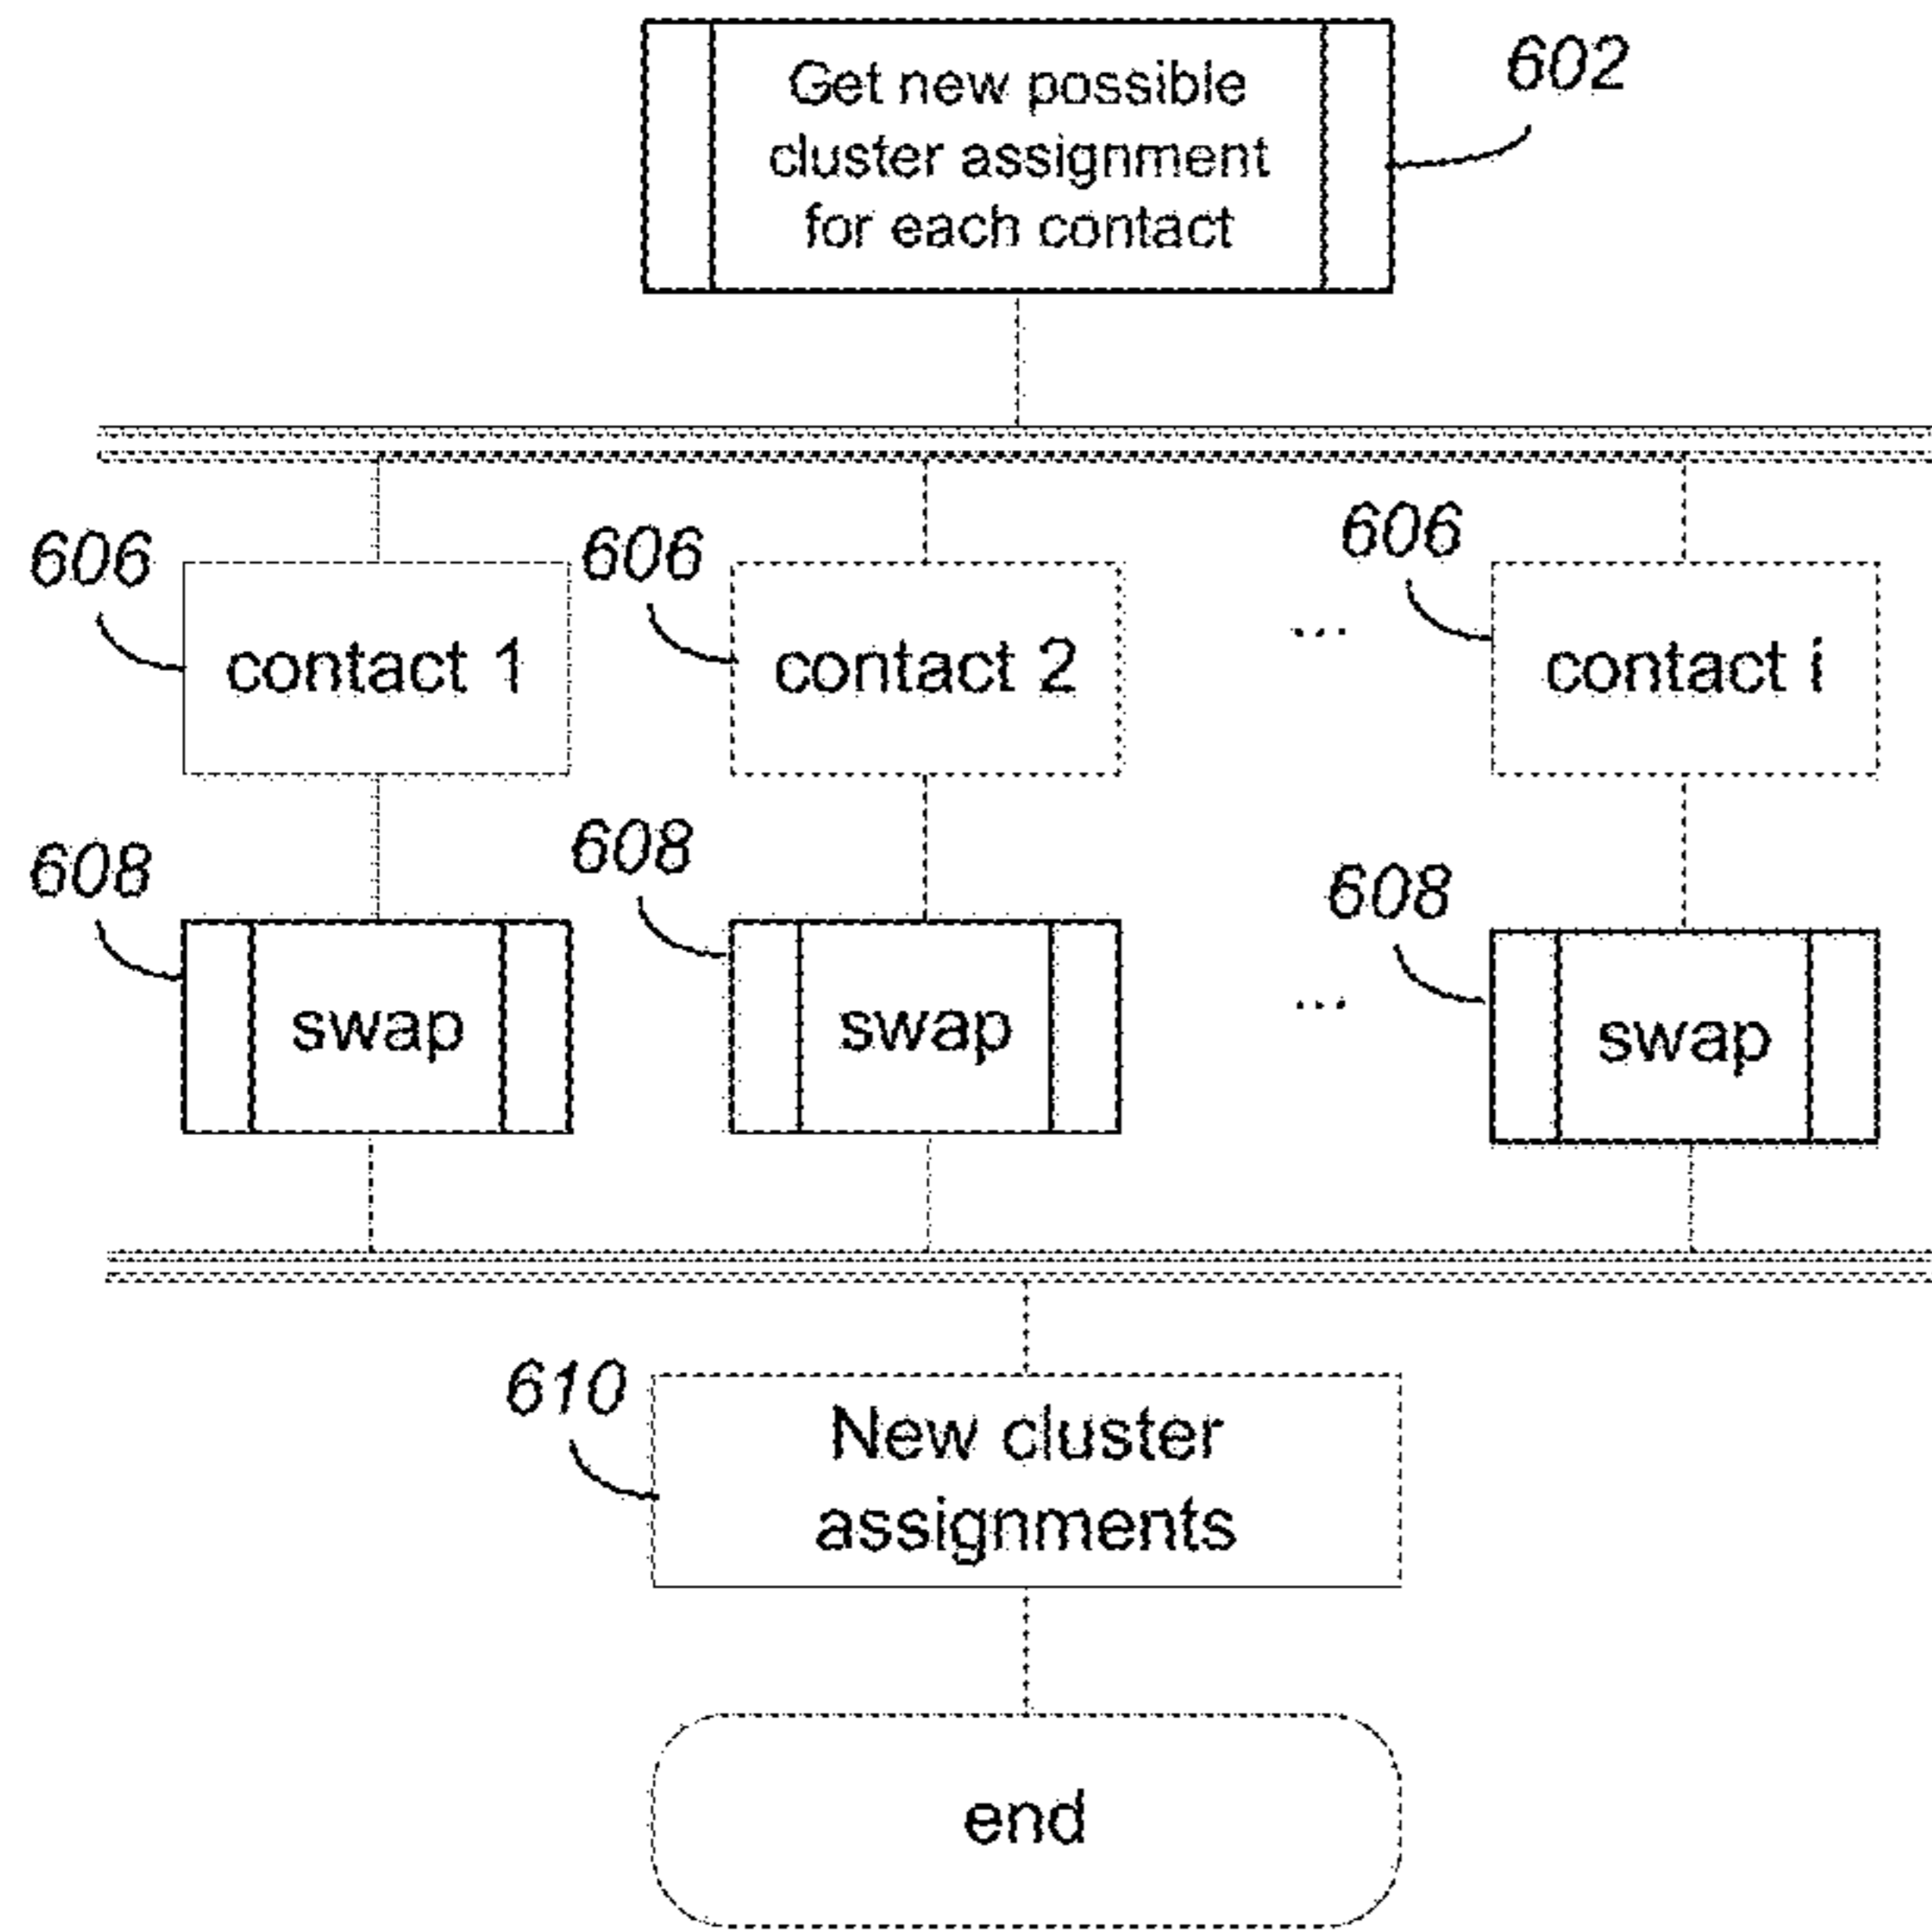 Get new possible
cluster assignment
for each contact
602
606
606
606
contact 1
contact 2
...
contact i
608
608
608
swap
swap
...
swap
610
New cluster
assignments
end